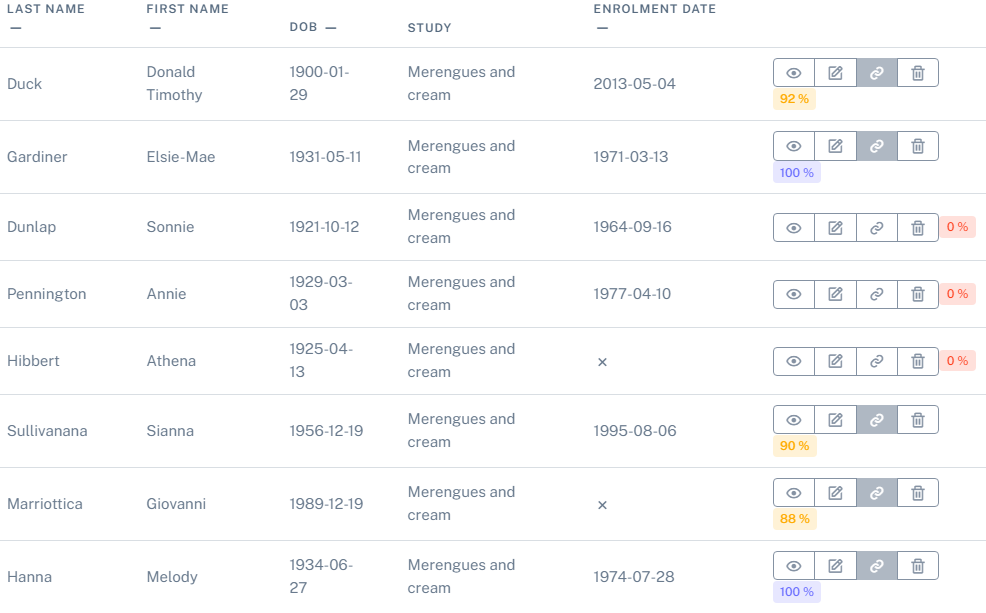 LAST NAME
—
FIRST NAME
—
DOB —
STUDY
ENROLMENT DATE
—
Duck
Donald
Timothy
1900-01-
29
Merengues and
cream
2013-05-04
92 %
Gardiner
Elsie-Mae
1931-05-11
Merengues and
cream
1971-03-13
100 %
Dunlap
Sonnie
1921-10-12
Merengues and
cream
1964-09-16
0 %
Pennington
Annie
1929-03-
03
Merengues and
cream
1977-04-10
0 %
Hibbert
Athena
1925-04-
13
Merengues and
cream
×
0 %
Sullivanana
Sianna
1956-12-19
Merengues and
cream
1995-08-06
90 %
Marriottica
Giovanni
1989-12-19
Merengues and
cream
×
88 %
Hanna
Melody
1934-06-
27
Merengues and
cream
1974-07-28
100 %